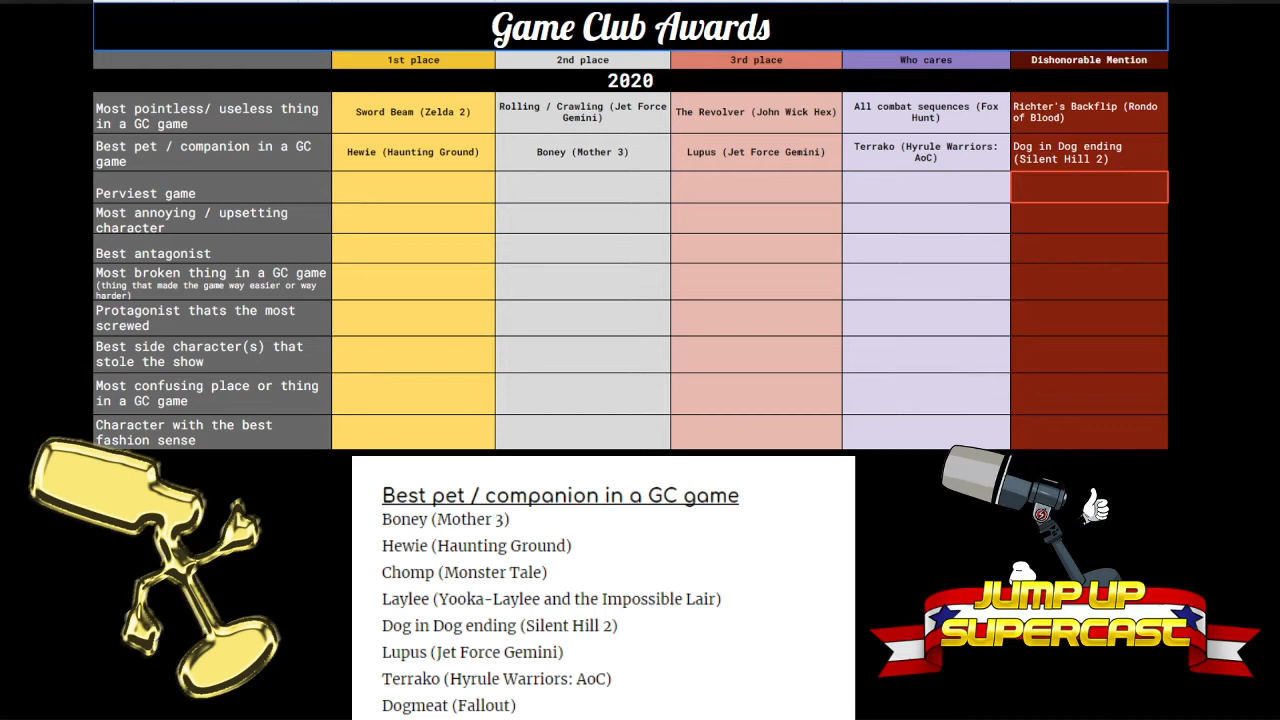 Game Club Awards
1st place
2nd place
3rd place
Who cares
Dishonorable Mention
2020
Most pointless/ useless thing
in a GC game
Sword Beam (Zelda 2)
Rolling / Crawling (Jet Force
Gemini)
The Revolver (John Wick Hex)
All combat sequences (Fox
Hunt)
Richter's Backflip (Rondo
of Blood)
Best pet / companion in a GC
game
Hewie (Haunting Ground)
Boney (Mother 3)
Lupus (Jet Force Gemini)
Terrako (Hyrule Warriors:
AoC)
Dog in Dog ending
(Silent Hill 2)
Perviest game
Most annoying / upsetting
character
Best antagonist
Most broken thing in a GC game
(thing that made the game way easier or way
harder)
Protagonist thats the most
screwed
Best side character(s) that
stole the show
Most confusing place or thing
in a GC game
Character with the best
fashion sense
Best pet / companion in a GC game
Boney (Mother 3)
Hewie (Haunting Ground)
Chomp (Monster Tale)
Laylee (Yooka-Laylee and the Impossible Lair)
Dog in Dog ending (Silent Hill 2)
Lupus (Jet Force Gemini)
Terrako (Hyrule Warriors: AoC)
Dogmeat (Fallout)
JUMP UP
SUPERCAST